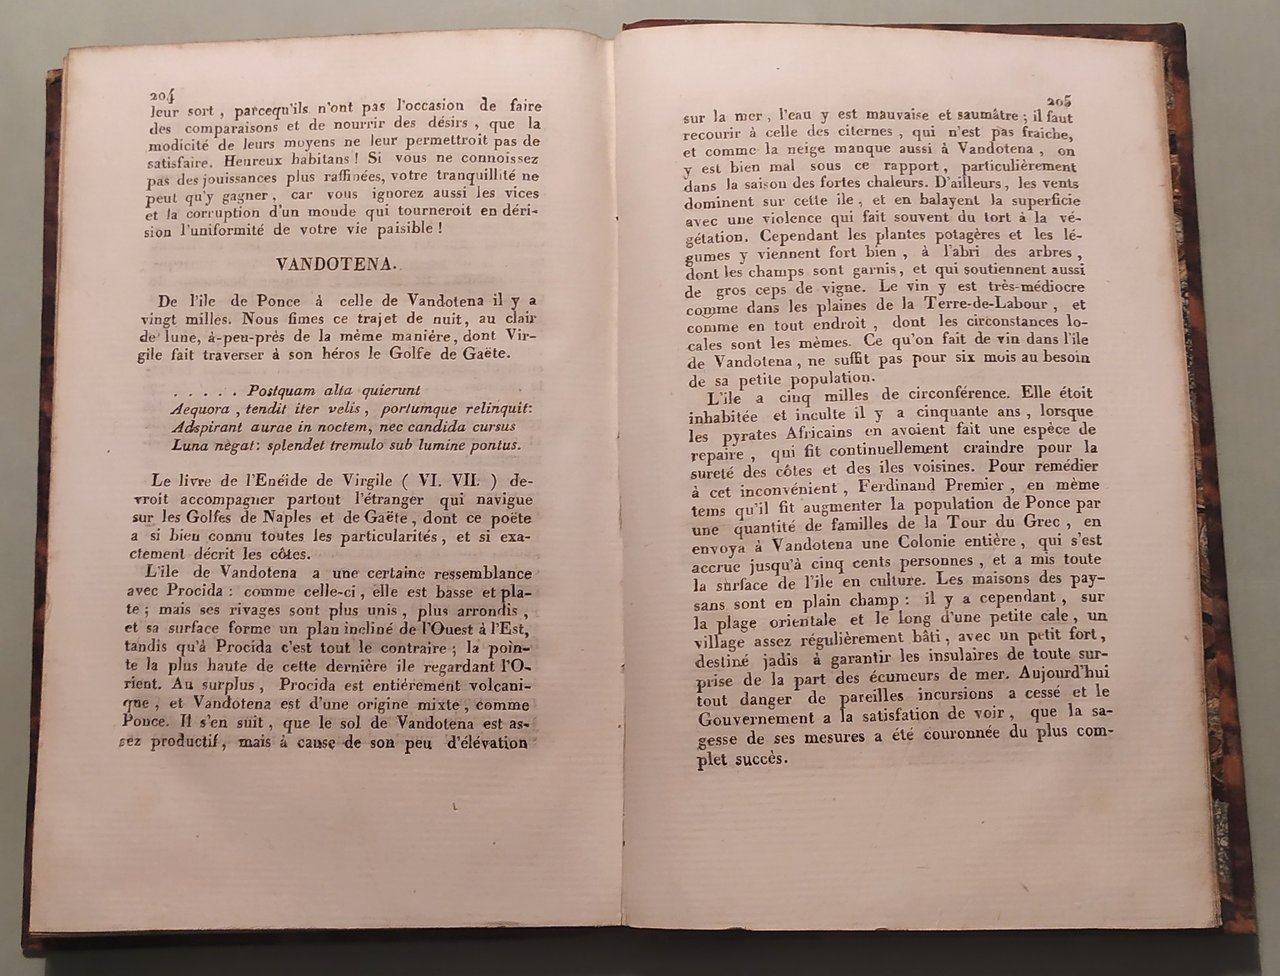 204
leur sort , parcequ'ils n'ont pas l'occasion de faire
des comparaisons et de nourrir des désirs , que la
modicité de leurs moyens ne leur permettroit pas de
satisfaire. Heureux habitans ! Si vous ne connoissez
pas des jouissances plus raffinées, votre tranquillité ne
peut qu'y gagner , car vous ignorez aussi les vices
et la corruption d'un monde qui tourneroit en déri-
sion l'uniformité de votre vie paisible !
VANDOTENA.
De l'ile de Ponce à celle de Vandotena il y a
vingt milles. Nous fimes ce trajet de nuit, au clair
de lune, à-peu-près de la même manière, dont Vir-
gile fait traverser à son héros le Golfe de Gaëte.
. . . . . Postquam alta quierunt
Aequora , tendit iter velis , portumque relinquit:
Adspirant aurae in noctem, nec candida cursus
Luna negat: splendet tremulo sub lumine pontus.
Le livre de l'Enéide de Virgile ( VI. VII. ) de-
vroit accompagner partout l'étranger qui navigue
sur les Golfes de Naples et de Gaëte, dont ce poëte
a si bien connu toutes les particularités, et si exa-
ctement décrit les côtes.
L'ile de Vandotena a une certaine ressemblance
avec Procida : comme celle-ci, elle est basse et pla-
te ; mais ses rivages sont plus unis , plus arrondis ,
et sa surface forme un plan incliné de l'Ouest à l'Est,
tandis qu'à Procida c'est tout le contraire ; la poin-
te la plus haute de cette dernière ile regardant l'O-
rient. Au surplus , Procida est entiérement volcani-
que , et Vandotena est d'une origine mixte, comme
Ponce. Il s'en suit , que le sol de Vandotena est as-
sez productif, mais à cause de son peu d'élévation
205
sur la mer , l'eau y est mauvaise et saumâtre ; il faut
recourir à celle des citernes , qui n'est pas fraiche,
et comme la neige manque aussi à Vandotena , on
y est bien mal sous ce rapport, particulièrement
dans la saison des fortes chaleurs. D'ailleurs, les vents
dominent sur cette ile , et en balayent la superficie
avec une violence qui fait souvent du tort à la vé-
gétation. Cependant les plantes potagères et les lé-
gumes y viennent fort bien , à l'abri des arbres ,
dont les champs sont garnis, et qui soutiennent aussi
de gros ceps de vigne. Le vin y est très-médiocre
comme dans les plaines de la Terre-de-Labour , et
comme en tout endroit , dont les circonstances lo-
cales sont les mèmes. Ce qu'on fait de vin dans l'ile
de Vandotena , ne suffit pas pour six mois au besoin
de sa petite population.
L'ile a cinq milles de circonférence. Elle étoit
inhabitée et inculte il y a cinquante ans , lorsque
les pyrates Africains en avoient fait une espèce de
repaire , qui fit continuellement craindre pour la
sureté des côtes et des iles voisines. Pour remédier
à cet inconvénient , Ferdinand Premier , en même
tems qu'il fit augmenter la population de Ponce par
une quantité de familles de la Tour du Grec , en
envoya à Vandotena une Colonie entière, qui s'est
accrue jusqu'à cinq cents personnes , et a mis toute
la surface de l'ile en culture. Les maisons des pay-
sans sont en plain champ : il y a cependant , sur
la plage orientale et le long d'une petite cale, un
village assez régulièrement bâti, avec un petit fort,
destiné jadis à garantir les insulaires de toute sur-
prise de la part des écumeurs de mer. Aujourd'hui
tout danger de pareilles incursions a cessé et le
Gouvernement a la satisfation de voir , que la sa-
gesse de ses mesures a été couronnée du plus com-
plet succès.